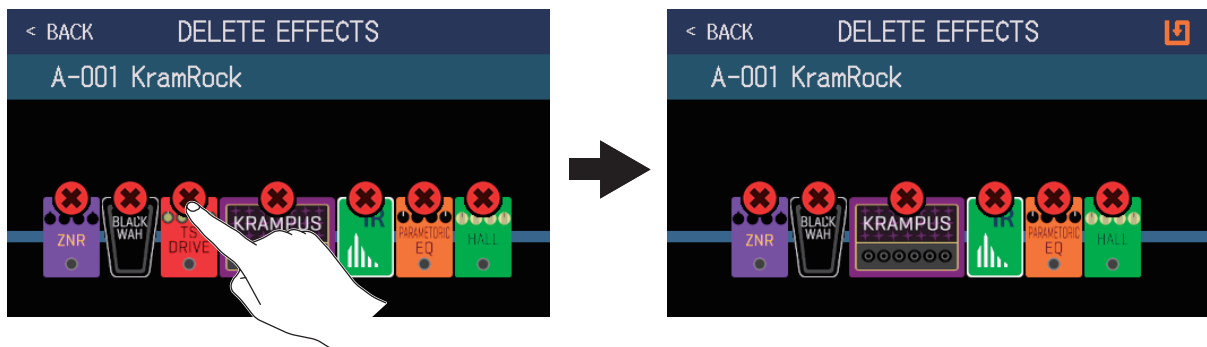 < BACK DELETE EFFECTS
A-001 KramRock
ZNR
BLACK
WAH
TS
DRIVE
KRAMPUS
IR
PARAMETORIC
EQ
HALL
< BACK DELETE EFFECTS
A-001 KramRock
ZNR
BLACK
WAH
KRAMPUS
IR
PARAMETORIC
EQ
HALL